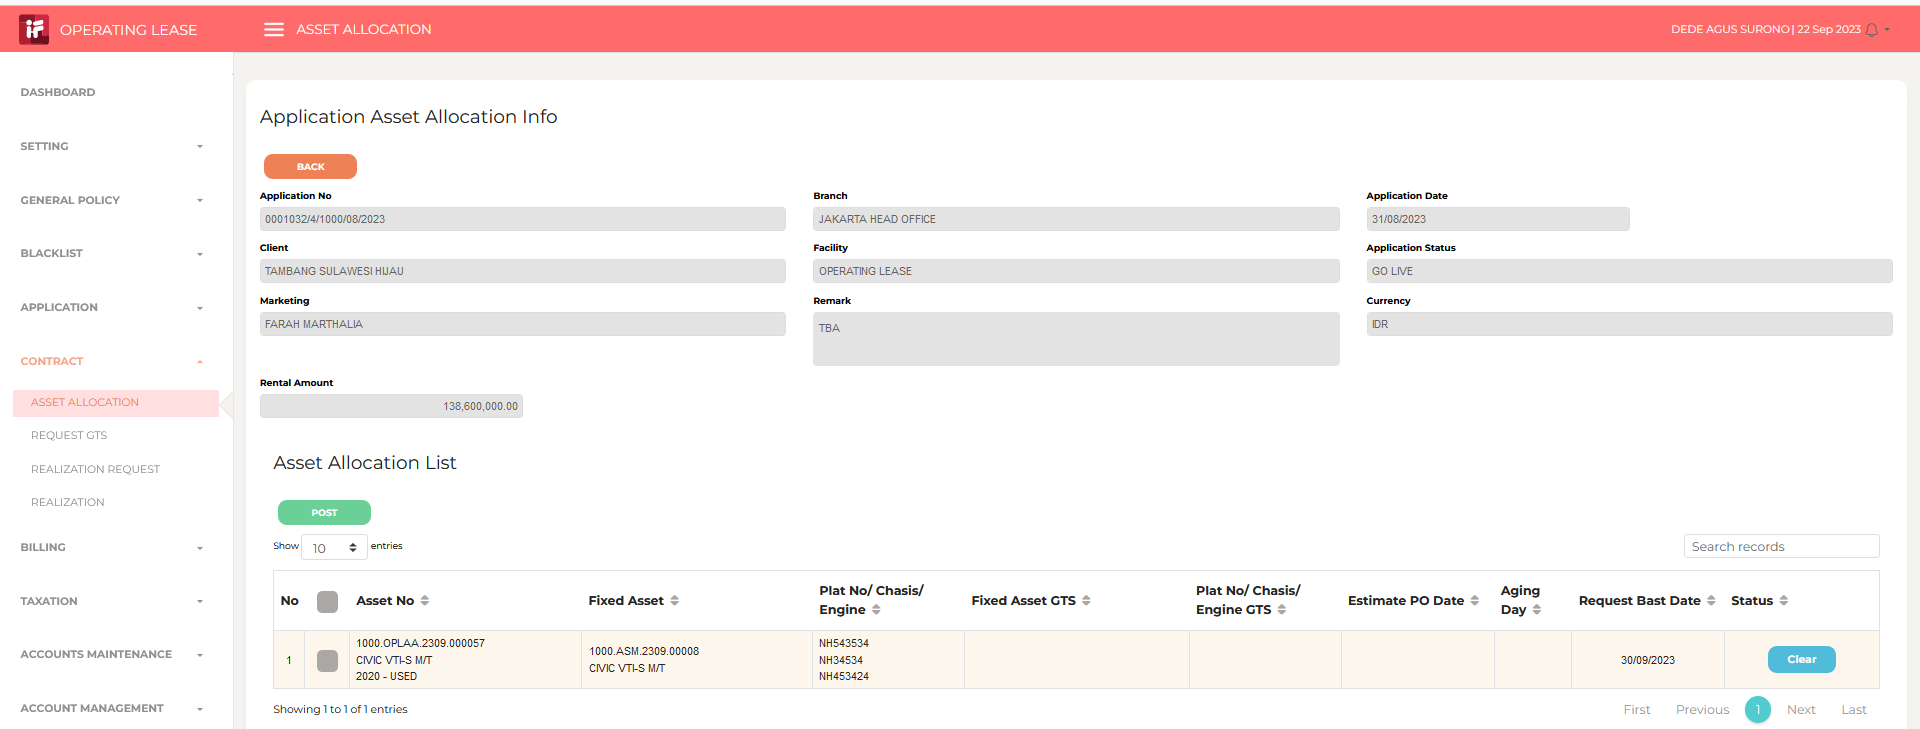 iF OPERATING LEASE
ASSET ALLOCATION
DEDE AGUS SURONO | 22 Sep 2023
DASHBOARD
SETTING
GENERAL POLICY
BLACKLIST
APPLICATION
CONTRACT
ASSET ALLOCATION
REQUEST GTS
REALIZATION REQUEST
REALIZATION
BILLING
TAXATION
ACCOUNTS MAINTENANCE
ACCOUNT MANAGEMENT
Application Asset Allocation Info
BACK
Application No
0001032/4/1000/08/2023
Branch
JAKARTA HEAD OFFICE
Application Date
31/08/2023
Client
TAMBANG SULAWESI HIJAU
Facility
OPERATING LEASE
Application Status
GO LIVE
Marketing
FARAH MARTHALIA
Remark
TBA
Currency
IDR
Rental Amount
138,600,000.00
Asset Allocation List
POST
Show 10 entries
Search records
No
Asset No
Fixed Asset
Plat No/ Chasis/
Engine
Fixed Asset GTS
Plat No/ Chasis/
Engine GTS
Estimate PO Date
Aging
Day
Request Bast Date
Status
1
1000.OPLAA.2309.000057
CIVIC VTI-S M/T
2020 - USED
1000.ASM.2309.00008
CIVIC VTI-S M/T
NH543534
NH34534
NH453424
30/09/2023
Clear
Showing 1 to 1 of 1 entries
First Previous 1 Next Last